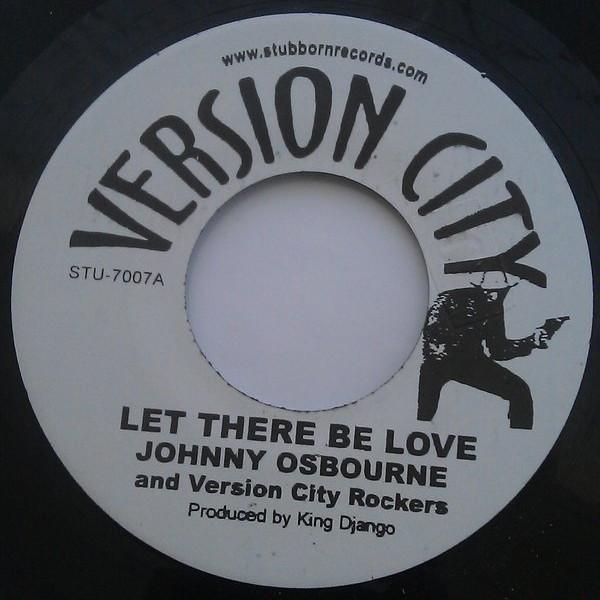 www.stubbornrecords.com
VERSION CITY
STU-7007A
LET THERE BE LOVE
JOHNNY OSBOURNE
and Version City Rockers
Produced by King Django